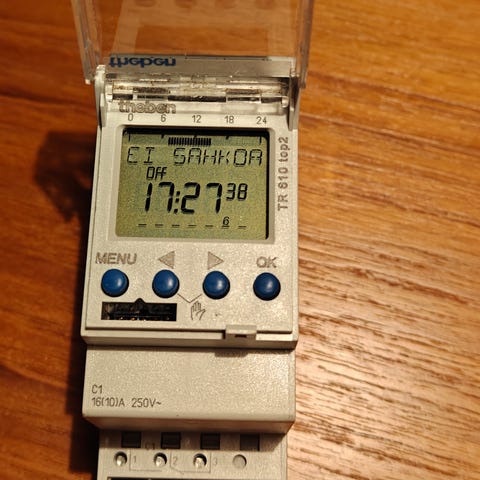 theben
theben
0 6 12 18 24
EI SAHKOA
OFF
17:27 38
6
TR 610 top2
MENU OK
C1
16(10)A 250V~
C1
1 2 3